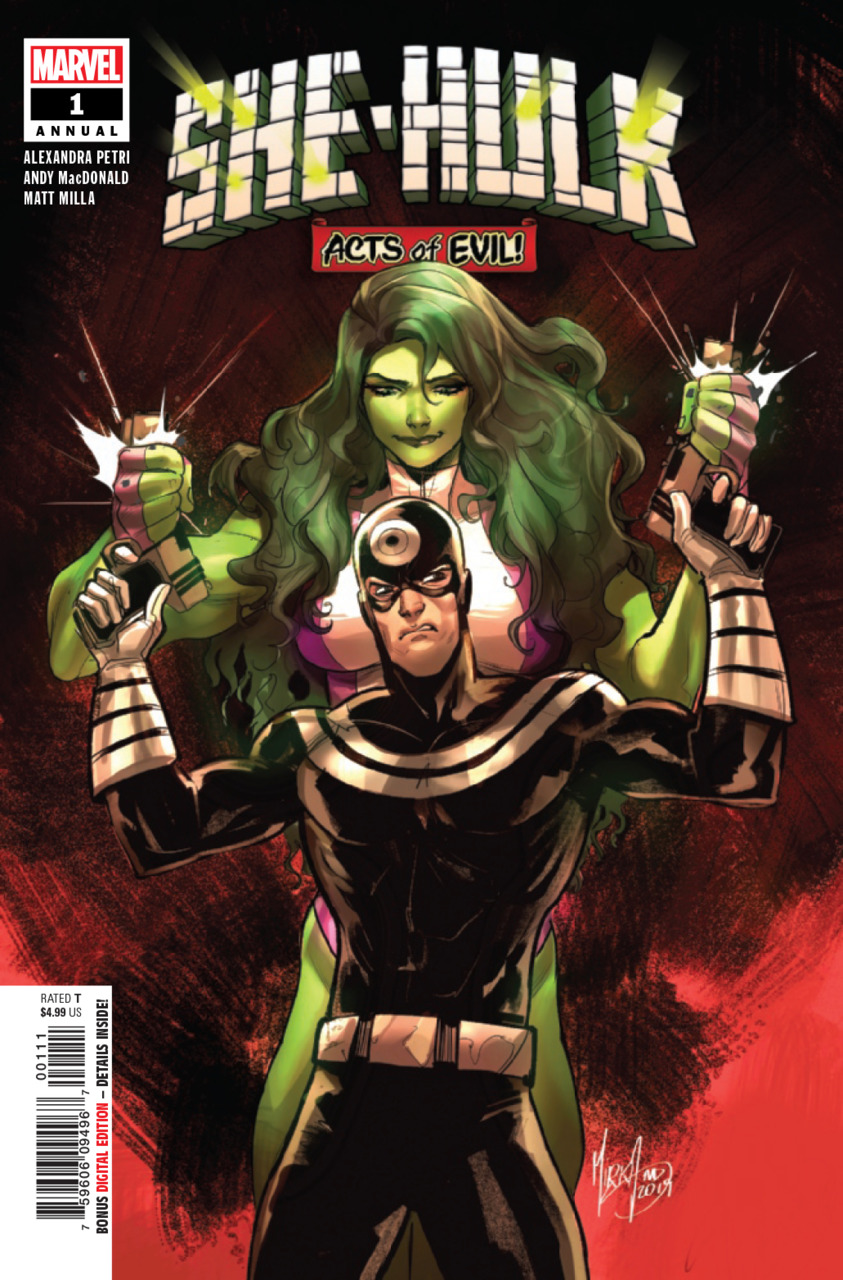 MARVEL
1
ANNUAL
ALEXANDRA PETRI
ANDY MacDONALD
MATT MILLA
SHE-HULK
ACTS of EVIL!
RATED T
$4.99 US
00111
7 59606 09496 7
BONUS DIGITAL EDITION – DETAILS INSIDE!
2019